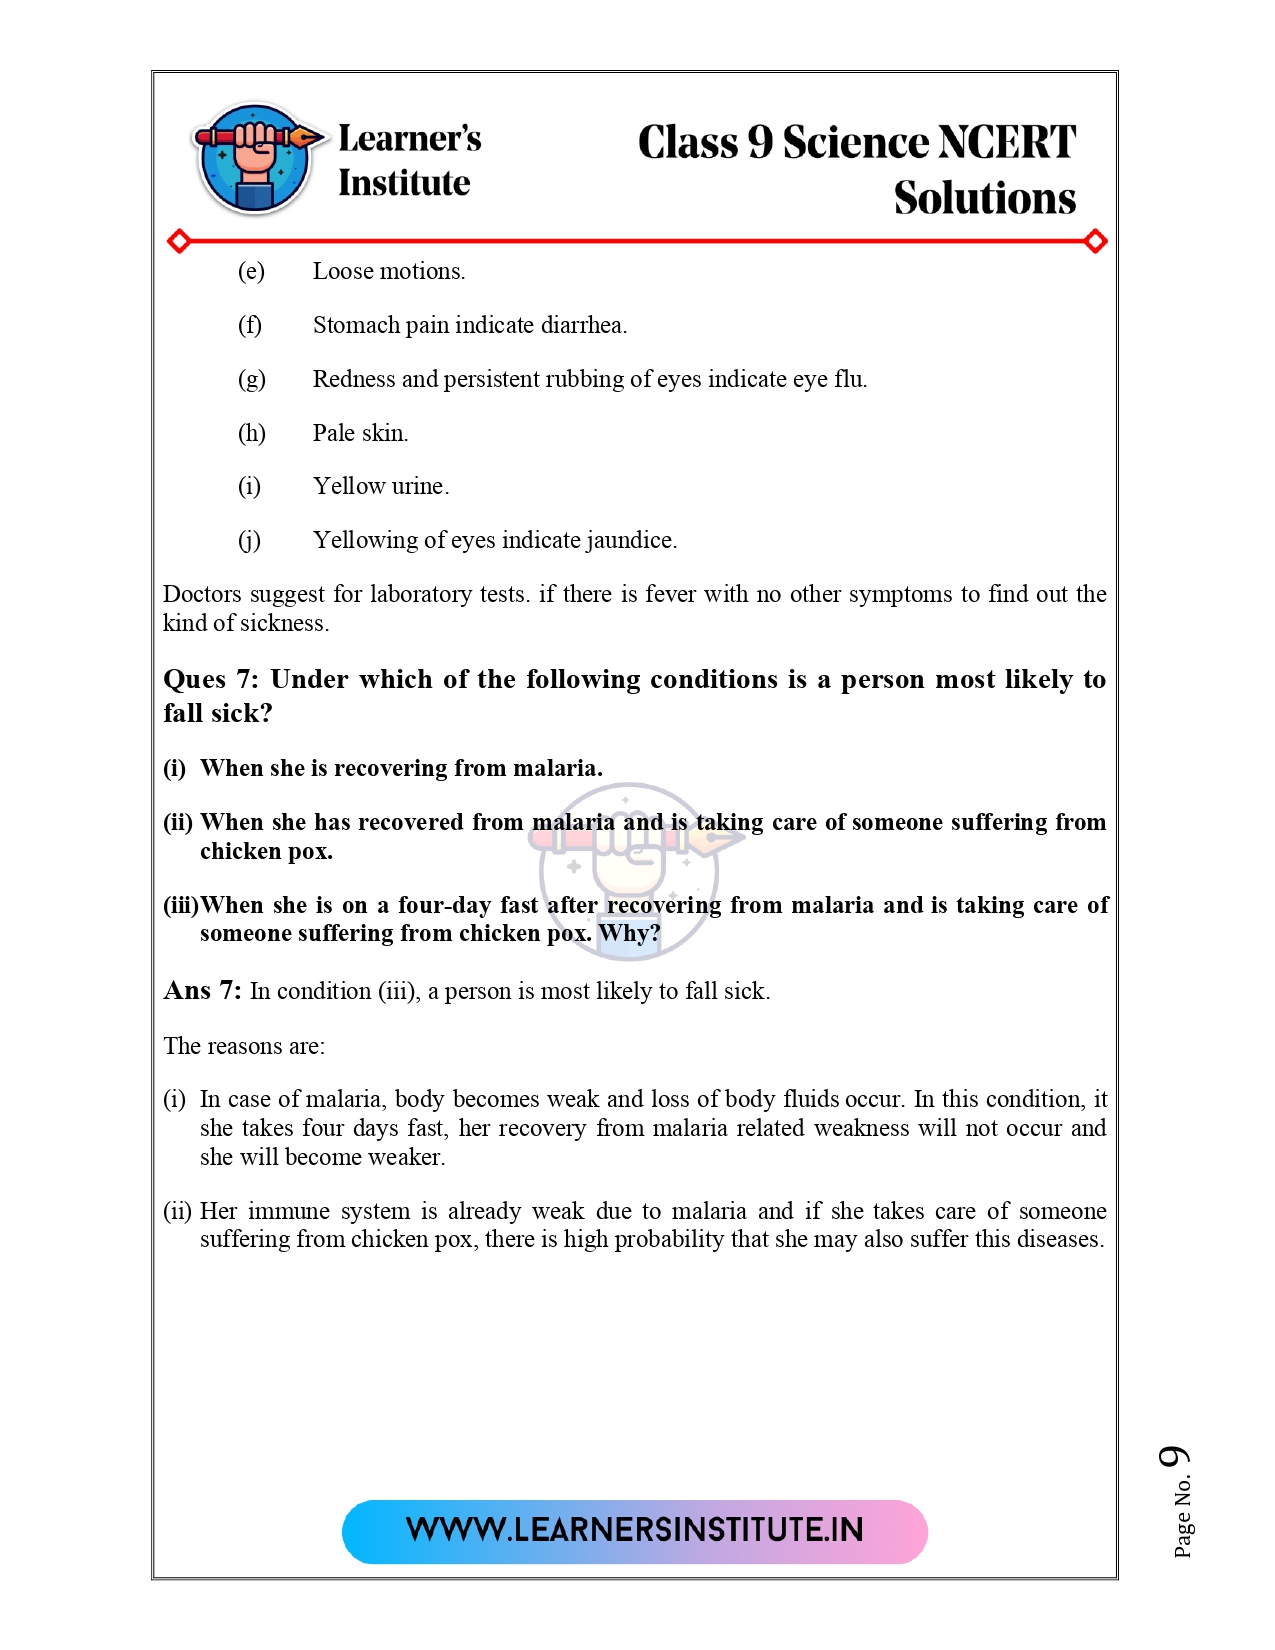 Learner's
Institute
Class 9 Science NCERT
Solutions
(e) Loose motions.
(f) Stomach pain indicate diarrhea.
(g) Redness and persistent rubbing of eyes indicate eye flu.
(h) Pale skin.
(i) Yellow urine.
(j) Yellowing of eyes indicate jaundice.
Doctors suggest for laboratory tests. if there is fever with no other symptoms to find out the
kind of sickness.
Ques 7: Under which of the following conditions is a person most likely to
fall sick?
(i) When she is recovering from malaria.
(ii) When she has recovered from malaria and is taking care of someone suffering from
chicken pox.
(iii)When she is on a four-day fast after recovering from malaria and is taking care of
someone suffering from chicken pox. Why?
Ans 7: In condition (iii), a person is most likely to fall sick.
The reasons are:
(i) In case of malaria, body becomes weak and loss of body fluids occur. In this condition, it
she takes four days fast, her recovery from malaria related weakness will not occur and
she will become weaker.
(ii) Her immune system is already weak due to malaria and if she takes care of someone
suffering from chicken pox, there is high probability that she may also suffer this diseases.
WWW.LEARNERSINSTITUTE.IN
Page No. 9